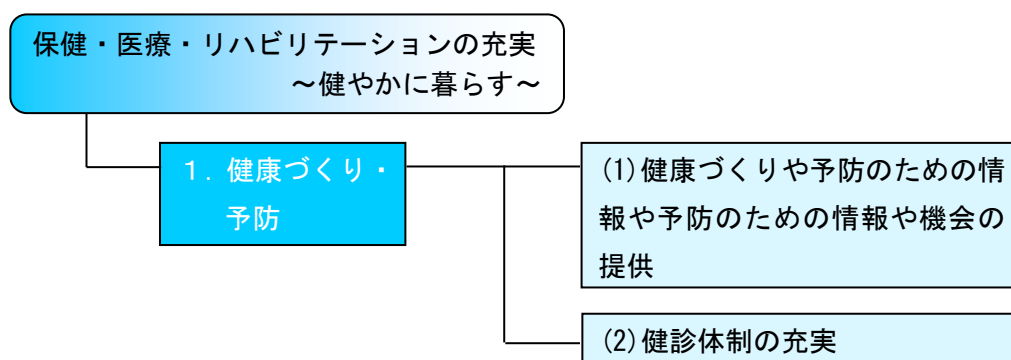 保健・医療・リハビリテーションの充実
～健やかに暮らす～
１．健康づくり・
予防
(1)健康づくりや予防のための情
報や予防のための情報や機会の
提供
(2)健診体制の充実